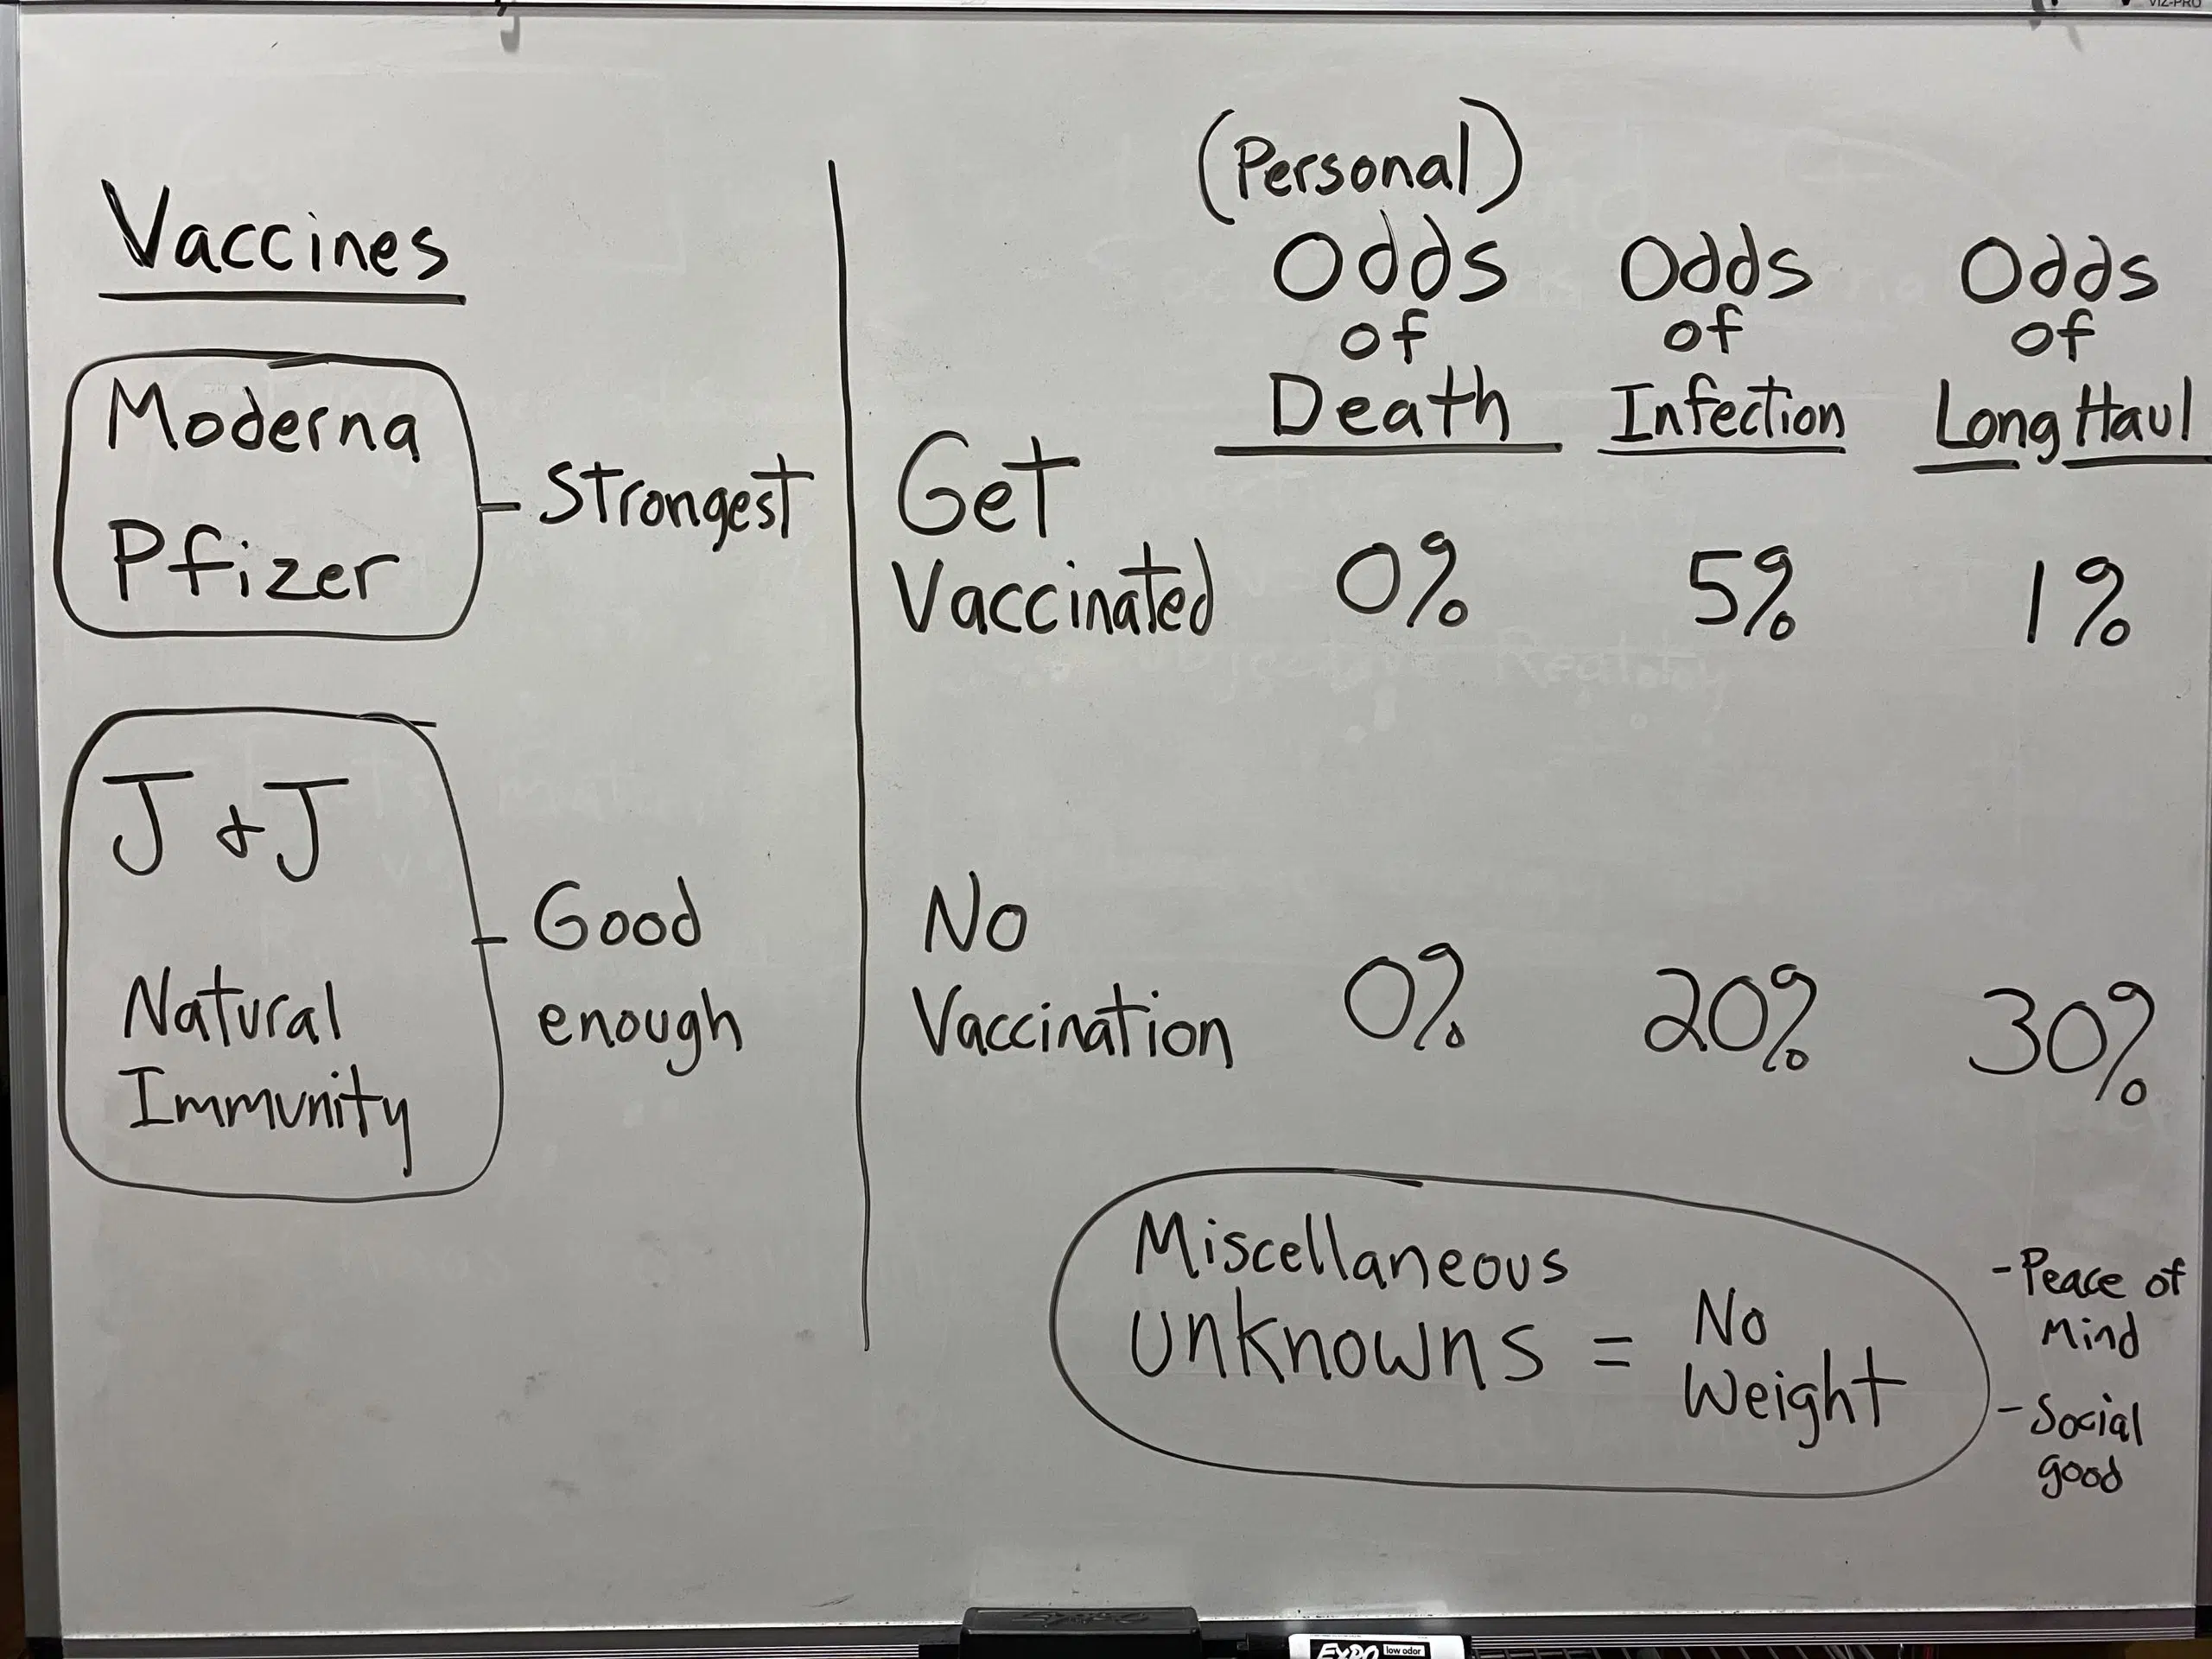 Vaccines
Moderna
Pfizer
- Strongest
J & J
Natural
Immunity
- Good
enough
(Personal)
Odds
of
Death
Odds
of
Infection
Odds
of
Long Haul
Get
Vaccinated
0%
5%
1%
No
Vaccination
0%
20%
30%
Miscellaneous
unknowns = No
Weight
- Peace of
Mind
- Social
good
VIZ-PRO
EXPO low odor